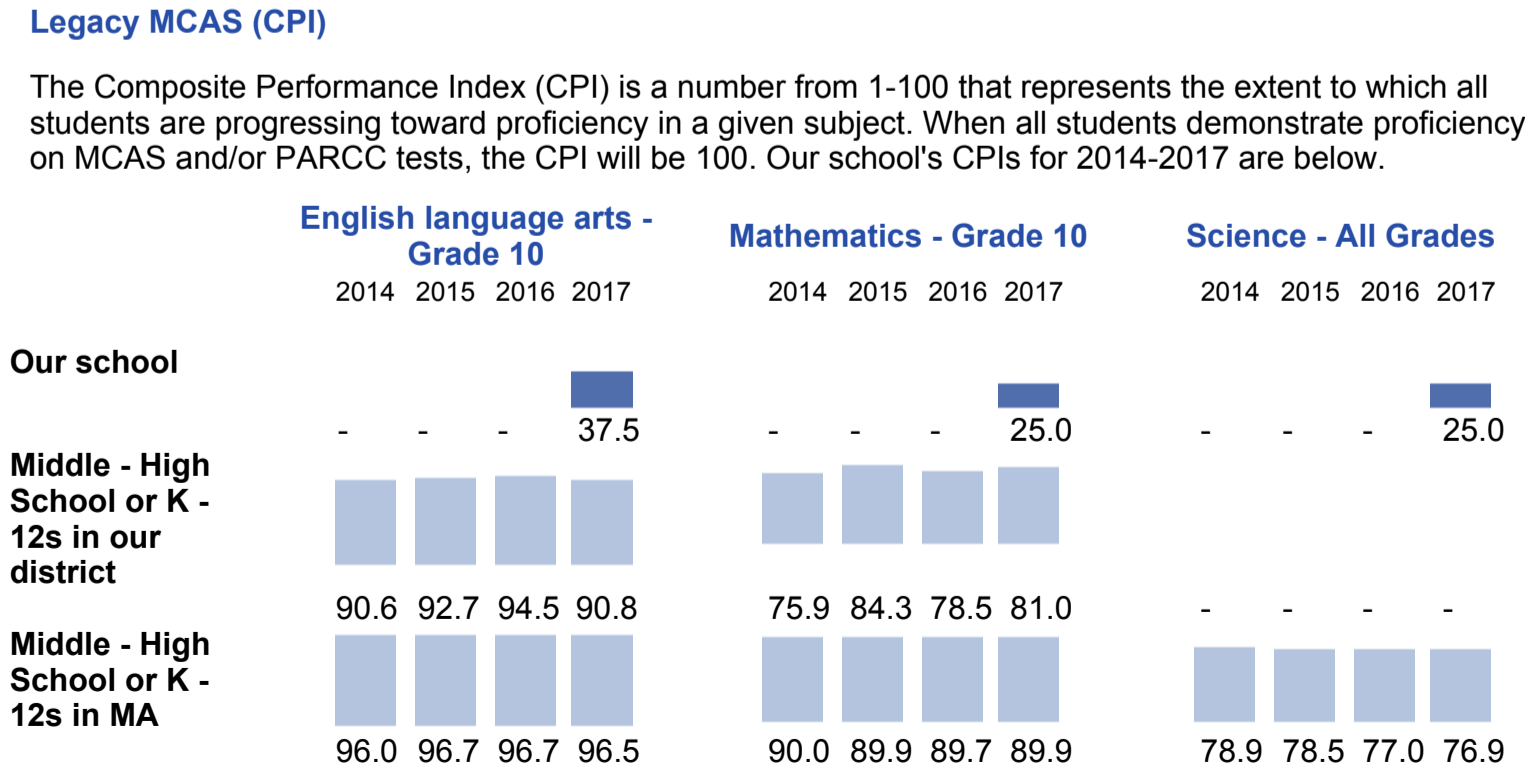 Legacy MCAS (CPI)
The Composite Performance Index (CPI) is a number from 1-100 that represents the extent to which all
students are progressing toward proficiency in a given subject. When all students demonstrate proficiency
on MCAS and/or PARCC tests, the CPI will be 100. Our school's CPIs for 2014-2017 are below.
English language arts -
Grade 10
Mathematics - Grade 10
Science - All Grades
2014 2015 2016 2017 2014 2015 2016 2017 2014 2015 2016 2017
Our school
- - - 37.5 - - - 25.0 - - - 25.0
Middle - High
School or K -
12s in our
district
90.6 92.7 94.5 90.8 75.9 84.3 78.5 81.0 - - - -
Middle - High
School or K -
12s in MA
96.0 96.7 96.7 96.5 90.0 89.9 89.7 89.9 78.9 78.5 77.0 76.9